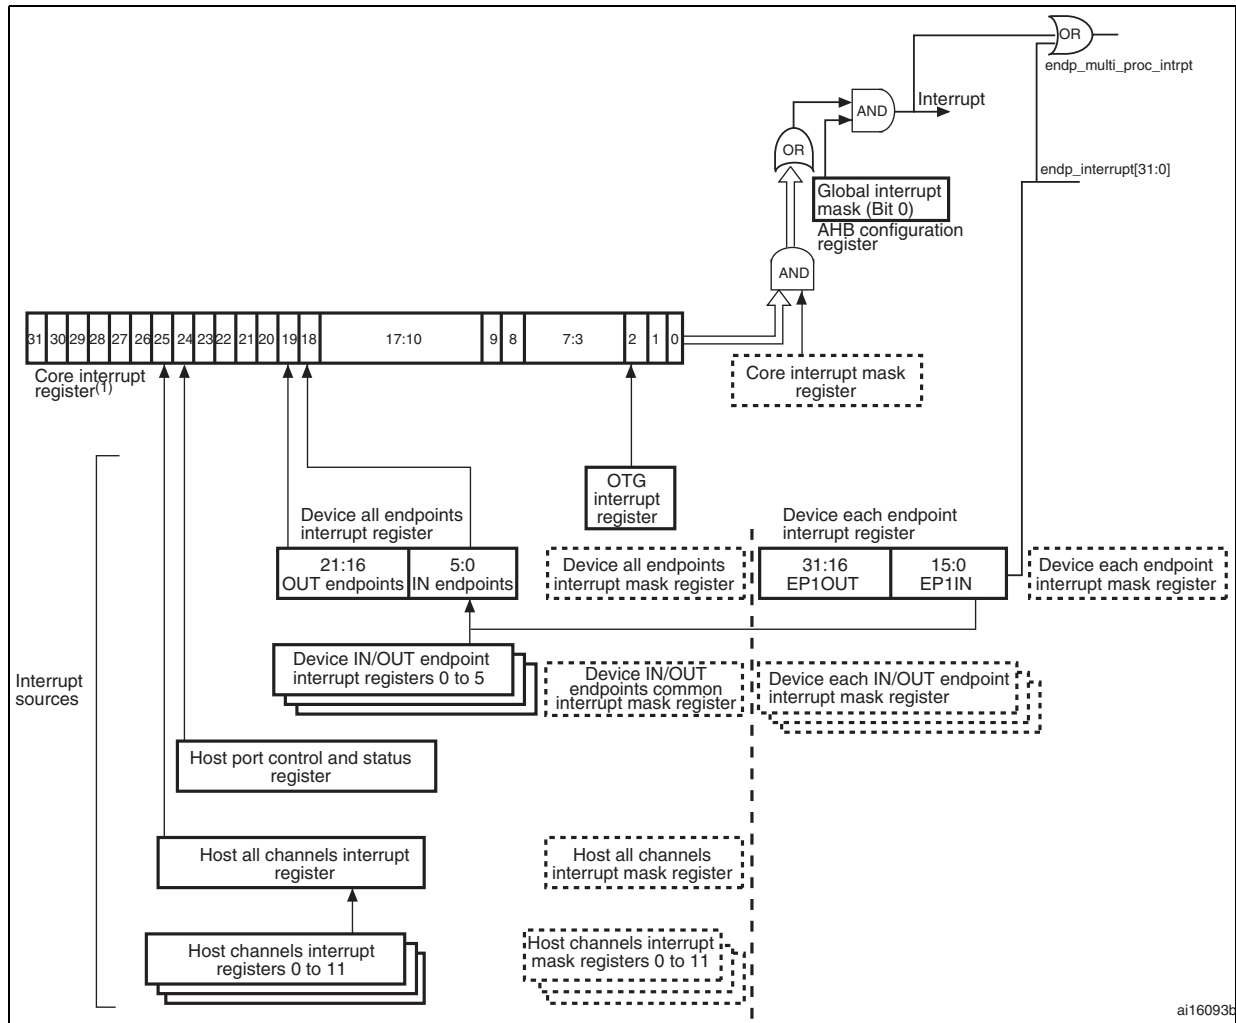 OR
endp_multi_proc_intrpt
Interrupt
AND
OR
endp_interrupt[31:0]
Global interrupt
mask (Bit 0)
AHB configuration
register
AND
31 30 29 28 27 26 25 24 23 22 21 20 19 18 17:10 9 8 7:3 2 1 0
Core interrupt
register(1)
Core interrupt mask
register
OTG
interrupt
register
Device all endpoints
interrupt register
Device each endpoint
interrupt register
21:16
OUT endpoints
5:0
IN endpoints
Device all endpoints
interrupt mask register
31:16
EP1OUT
15:0
EP1IN
Device each endpoint
interrupt mask register
Interrupt
sources
Device IN/OUT endpoint
interrupt registers 0 to 5
Device IN/OUT
endpoints common
interrupt mask register
Device each IN/OUT endpoint
interrupt mask register
Host port control and status
register
Host all channels interrupt
register
Host all channels
interrupt mask register
Host channels interrupt
registers 0 to 11
Host channels interrupt
mask registers 0 to 11
ai16093b